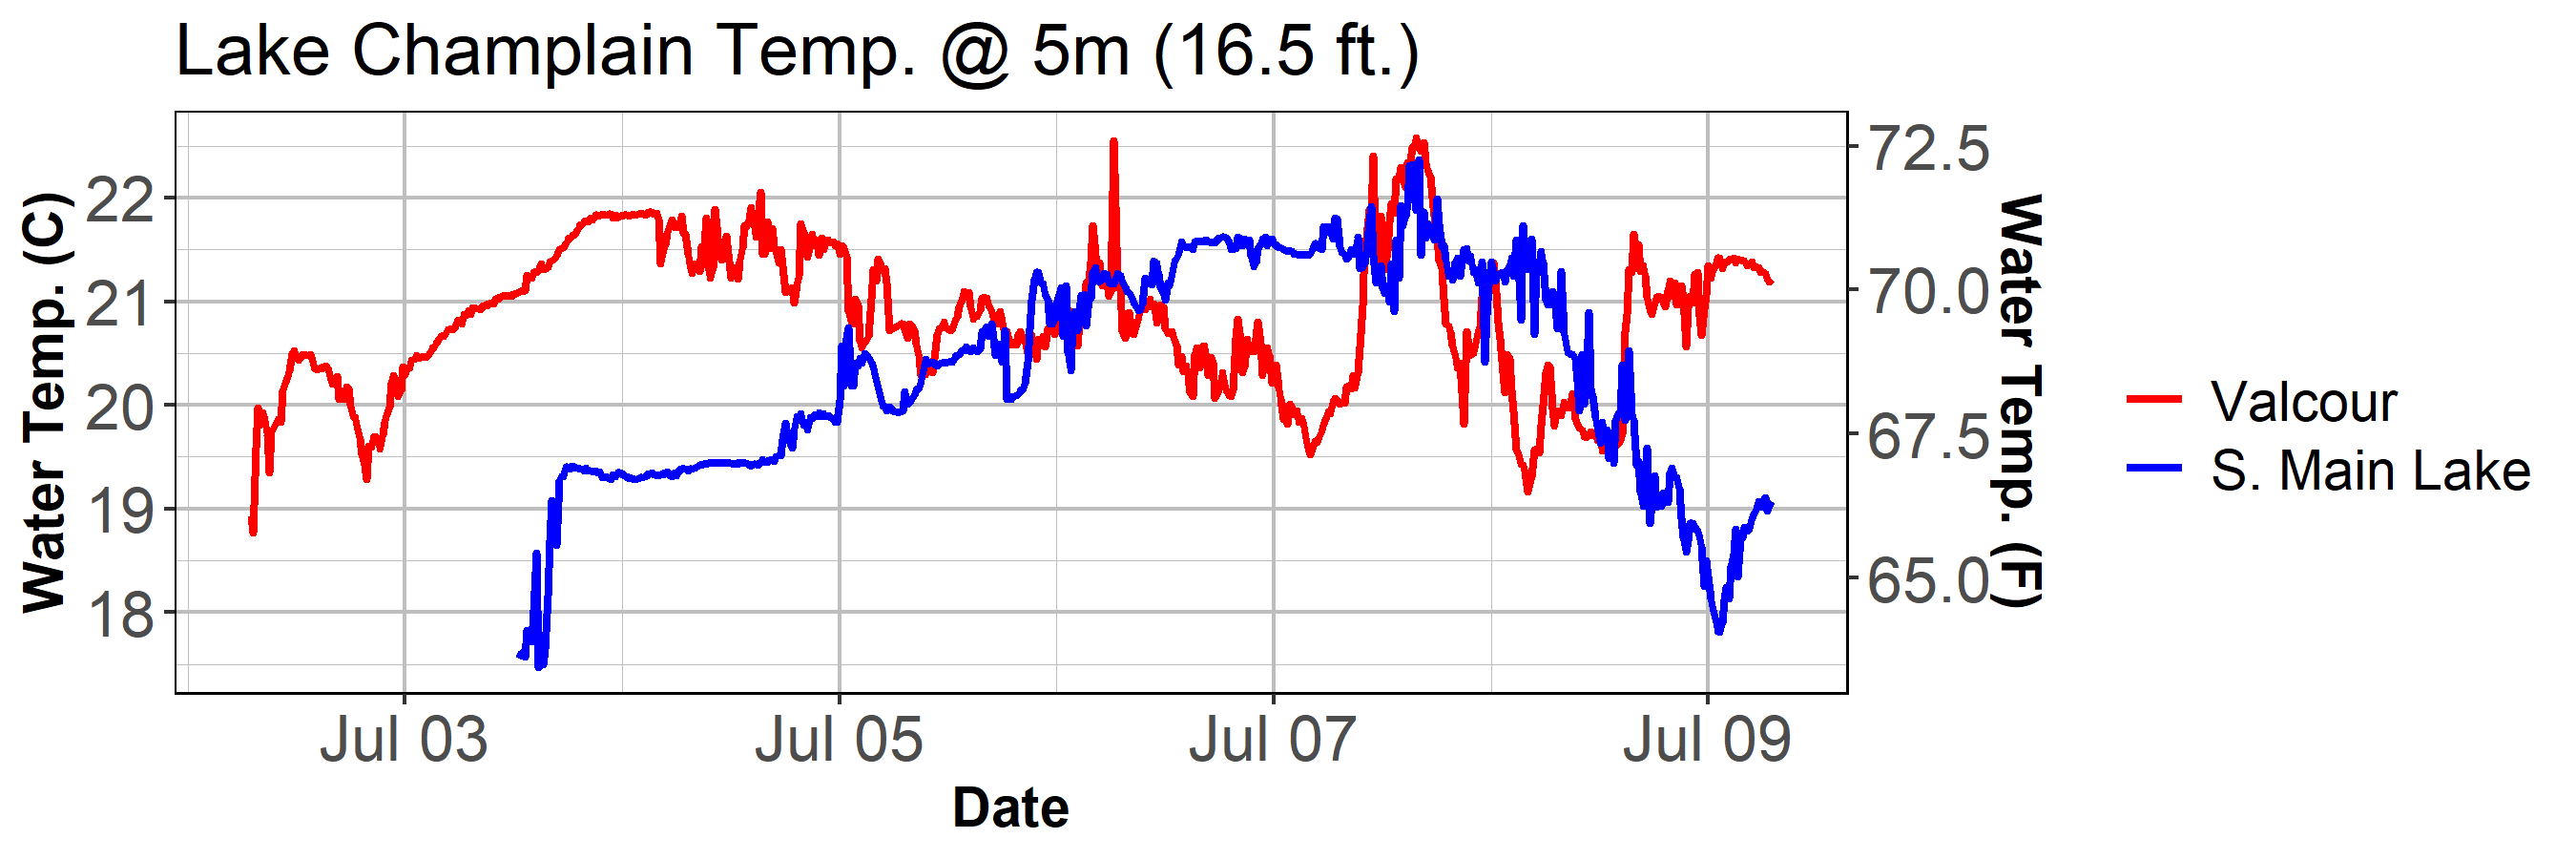 Lake Champlain Temp. @ 5m (16.5 ft.)
Water Temp. (C)
22
21
20
19
18
72.5
70.0
67.5
65.0
Water Temp. (F)
Jul 03
Jul 05
Jul 07
Jul 09
Date
Valcour
S. Main Lake